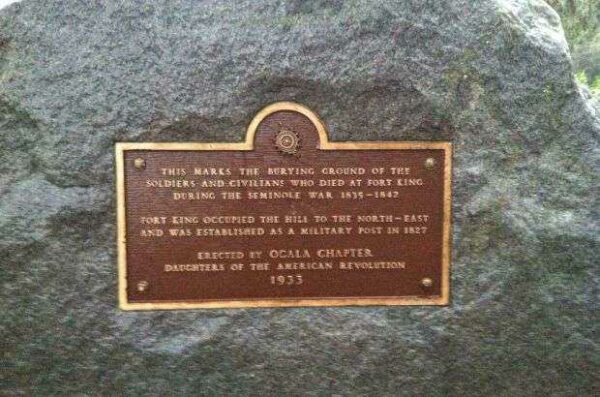 THIS MARKS THE BURYING GROUND OF THE
SOLDIERS AND CIVILIANS WHO DIED AT FORT KING
DURING THE SEMINOLE WAR 1835-1842
FORT KING OCCUPIED THE HILL TO THE NORTH-EAST
AND WAS ESTABLISHED AS A MILITARY POST IN 1827
ERECTED BY OCALA CHAPTER
DAUGHTERS OF THE AMERICAN REVOLUTION
1933